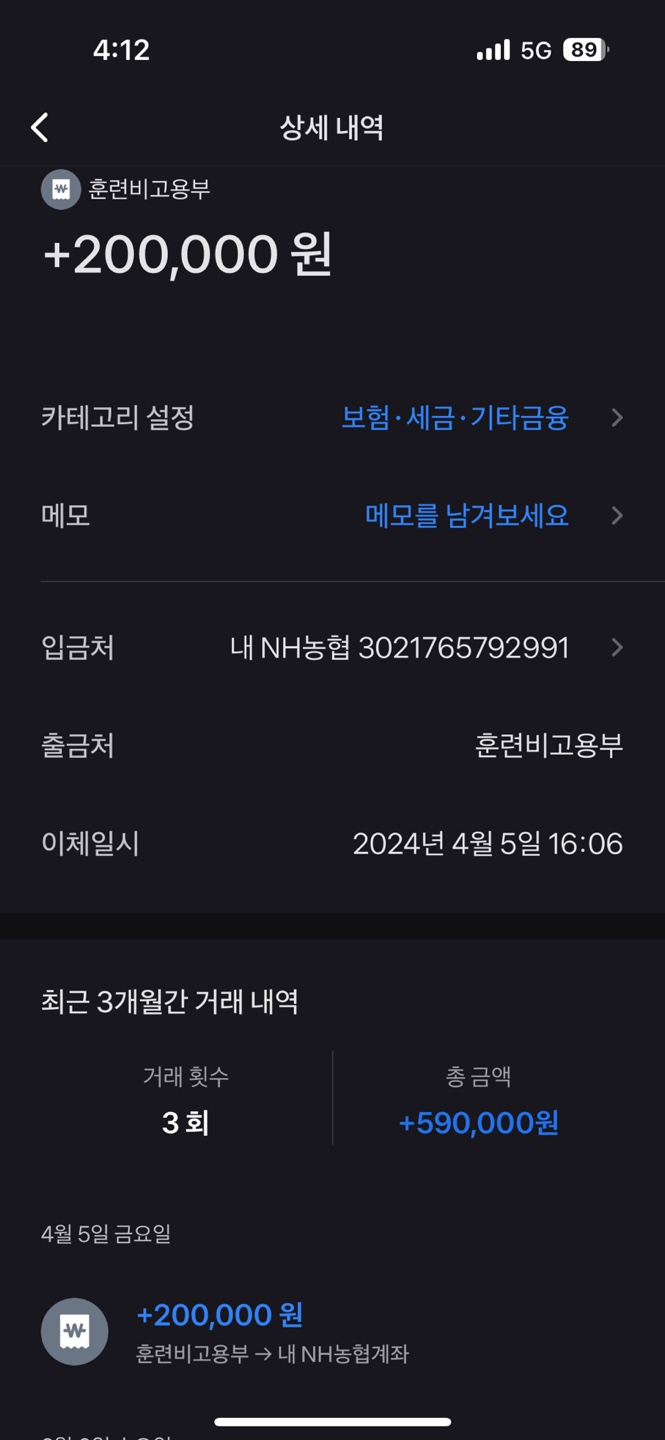 4:12 5G 89
상세 내역
훈련비고용부
+200,000 원
카테고리 설정 보험·세금·기타금융
메모 메모를 남겨보세요
입금처 내 NH농협 3021765792991
출금처 훈련비고용부
이체일시 2024년 4월 5일 16:06
최근 3개월간 거래 내역
거래 횟수 총 금액
3 회 +590,000원
4월 5일 금요일
+200,000 원
훈련비고용부 → 내 NH농협계좌